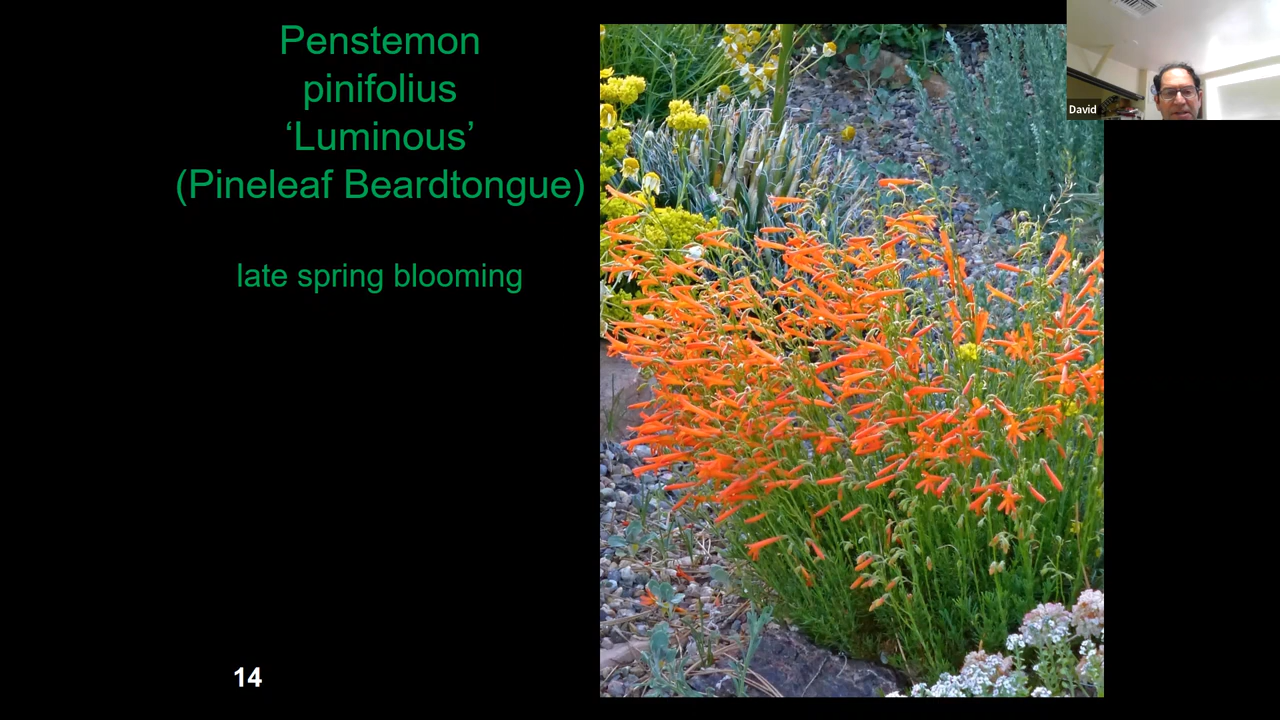 Penstemon
pinifolius
‘Luminous’
(Pineleaf Beardtongue)
late spring blooming
14
David